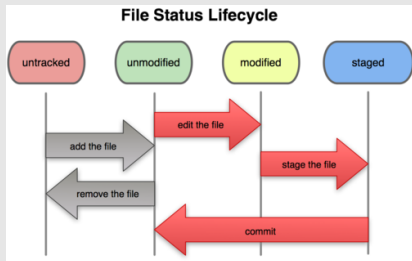 File Status Lifecycle
untracked
unmodified
modified
staged
edit the file
add the file
stage the file
remove the file
commit